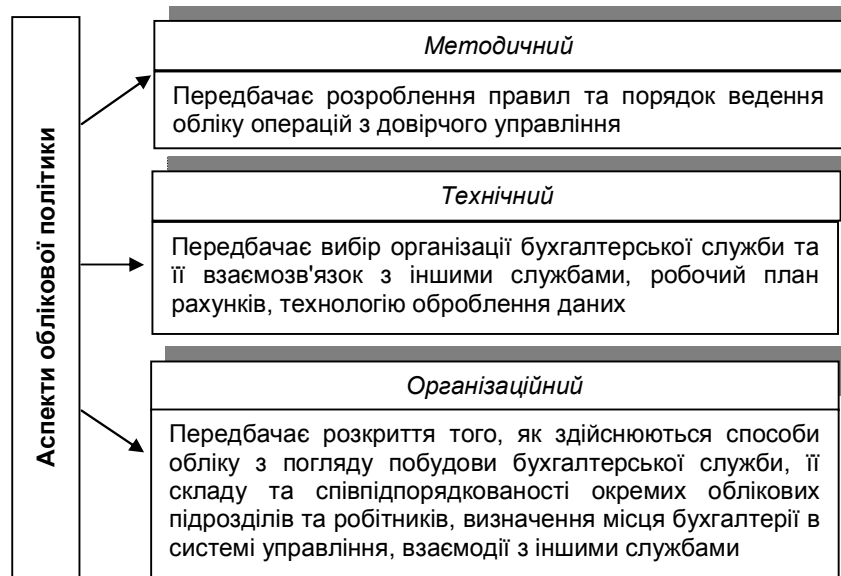 Аспекти облікової політики
Методичний
Передбачає розроблення правил та порядок ведення
обліку операцій з довірчого управління
Технічний
Передбачає вибір організації бухгалтерської служби та
її взаємозв'язок з іншими службами, робочий план
рахунків, технологію оброблення даних
Організаційний
Передбачає розкриття того, як здійснюються способи
обліку з погляду побудови бухгалтерської служби, її
складу та співпідпорядкованості окремих облікових
підрозділів та робітників, визначення місця бухгалтерії в
системі управління, взаємодії з іншими службами